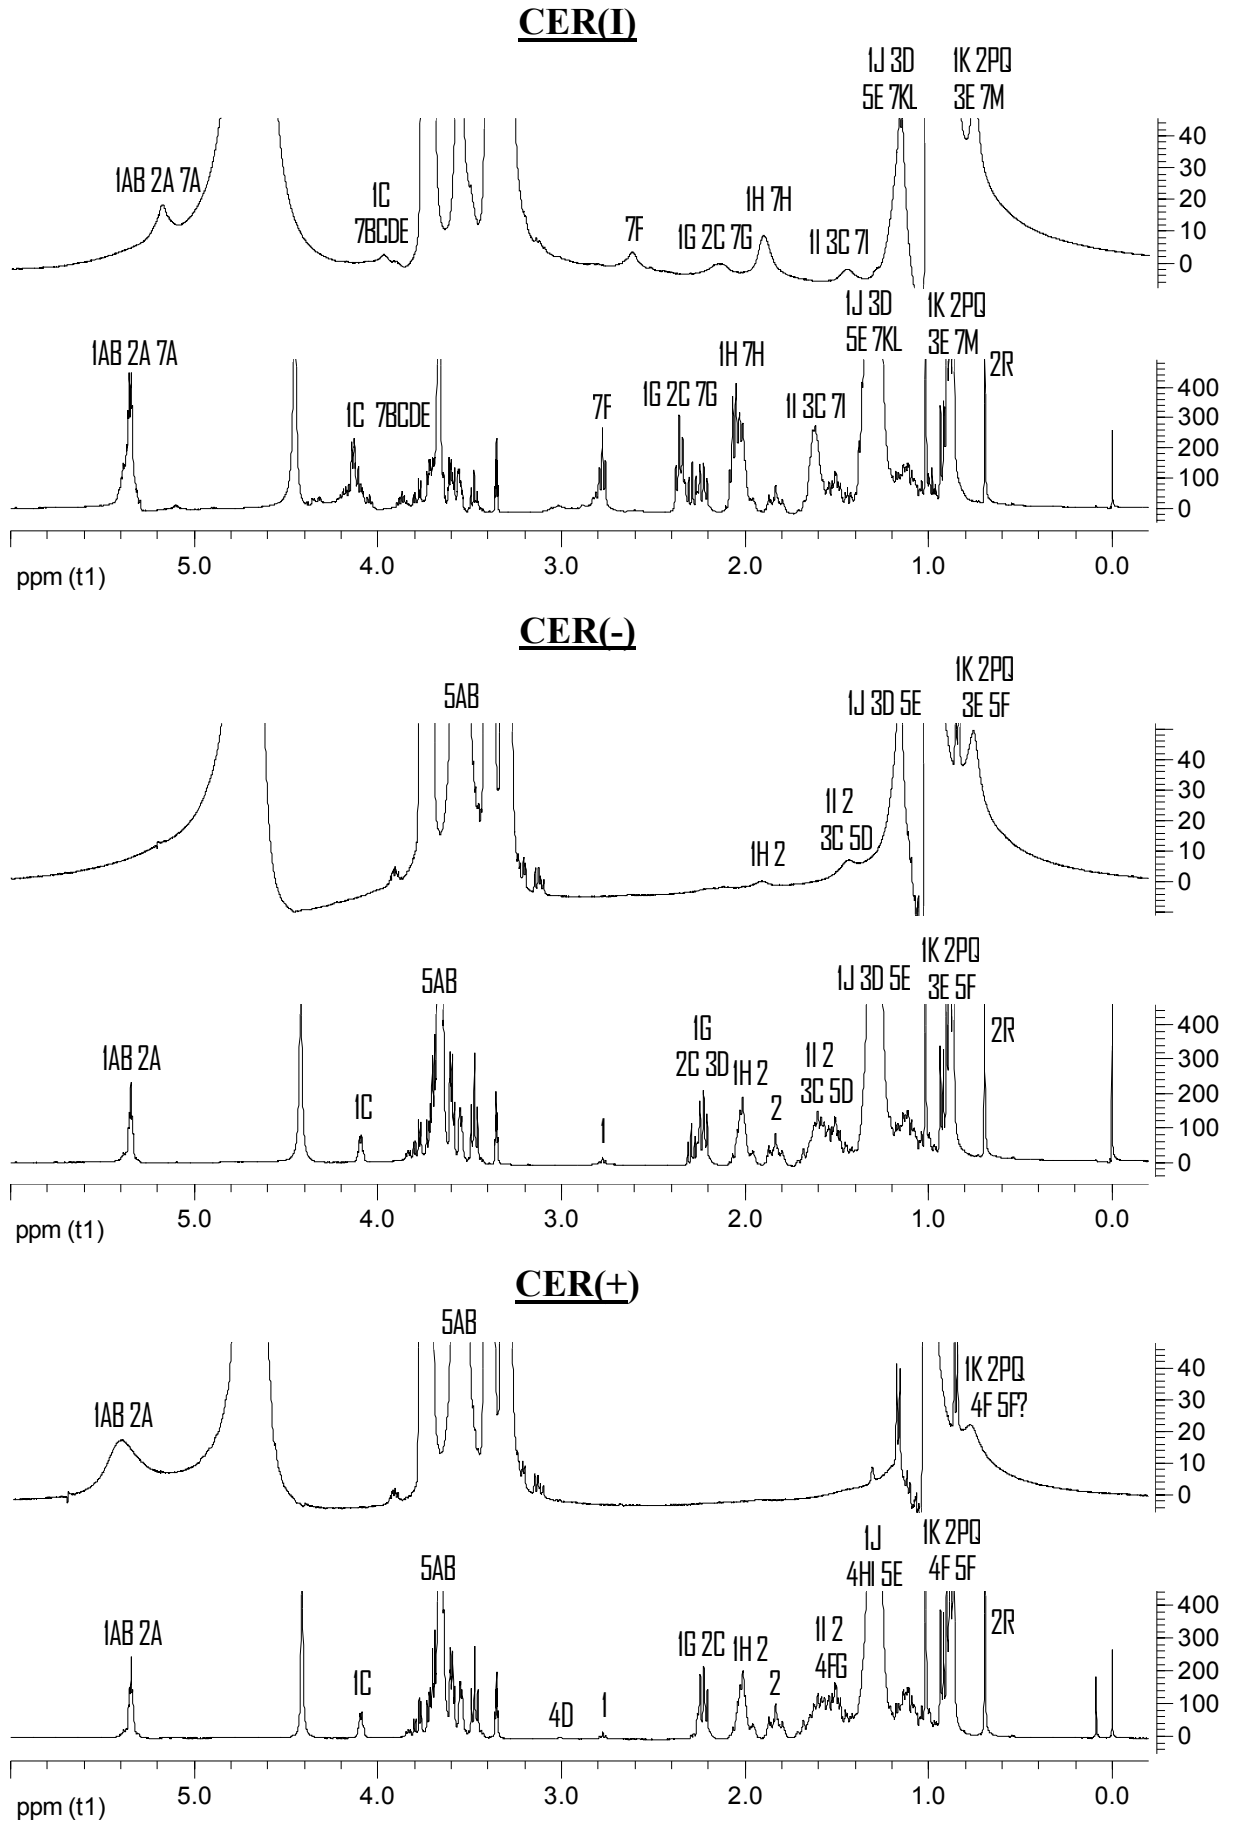 CER(I)
1J 3D 1K 2PQ
5E 7KL 3E 7M
1AB 2A 7A
1C
7BCDE
7F
1G 2C 7G
1H 7H
1I 3C 7I
40
30
20
10
0
1J 3D 1K 2PQ
5E 7KL 3E 7M
1AB 2A 7A
1C 7BCDE
7F
1G 2C 7G
1H 7H
1I 3C 7I
2R
400
300
200
100
0
5.0 4.0 3.0 2.0 1.0 0.0
ppm (t1)
CER(-)
1K 2PQ
5AB 1J 3D 5E 3E 5F
1I 2
3C 5D
1H 2
40
30
20
10
0
1K 2PQ
5AB 1J 3D 5E 3E 5F
1AB 2A
1C
1
1G
2C 3D
1H 2
2
1I 2
3C 5D
2R
400
300
200
100
0
5.0 4.0 3.0 2.0 1.0 0.0
ppm (t1)
CER(+)
5AB
1AB 2A
1K 2PQ
4F 5F?
40
30
20
10
0
1J 1K 2PQ
5AB 4HI 5E 4F 5F
1AB 2A
1C
4D
1
1G 2C
1H 2
2
1I 2
4FG
2R
400
300
200
100
0
5.0 4.0 3.0 2.0 1.0 0.0
ppm (t1)